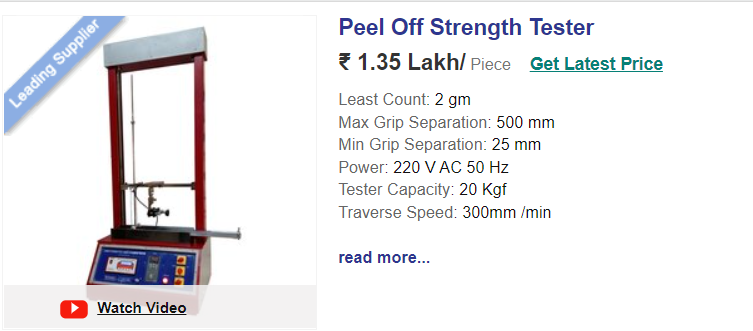 Leading Supplier
Peel Off Strength Tester
₹ 1.35 Lakh/ Piece Get Latest Price
Least Count: 2 gm
Max Grip Separation: 500 mm
Min Grip Separation: 25 mm
Power: 220 V AC 50 Hz
Tester Capacity: 20 Kgf
Traverse Speed: 300mm /min
read more...
Watch Video